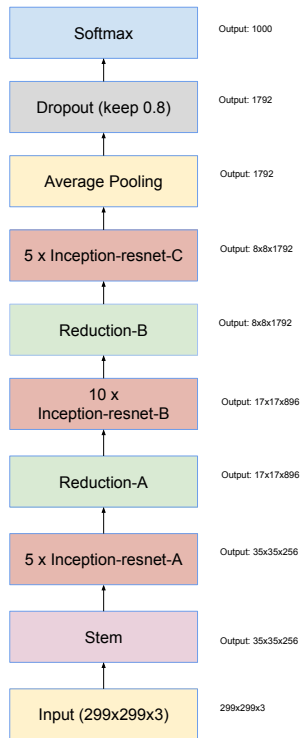 Softmax
Output: 1000
Dropout (keep 0.8)
Output: 1792
Average Pooling
Output: 1792
5 x Inception-resnet-C
Output: 8x8x1792
Reduction-B
Output: 8x8x1792
10 x
Inception-resnet-B
Output: 17x17x896
Reduction-A
Output: 17x17x896
5 x Inception-resnet-A
Output: 35x35x256
Stem
Output: 35x35x256
Input (299x299x3)
299x299x3